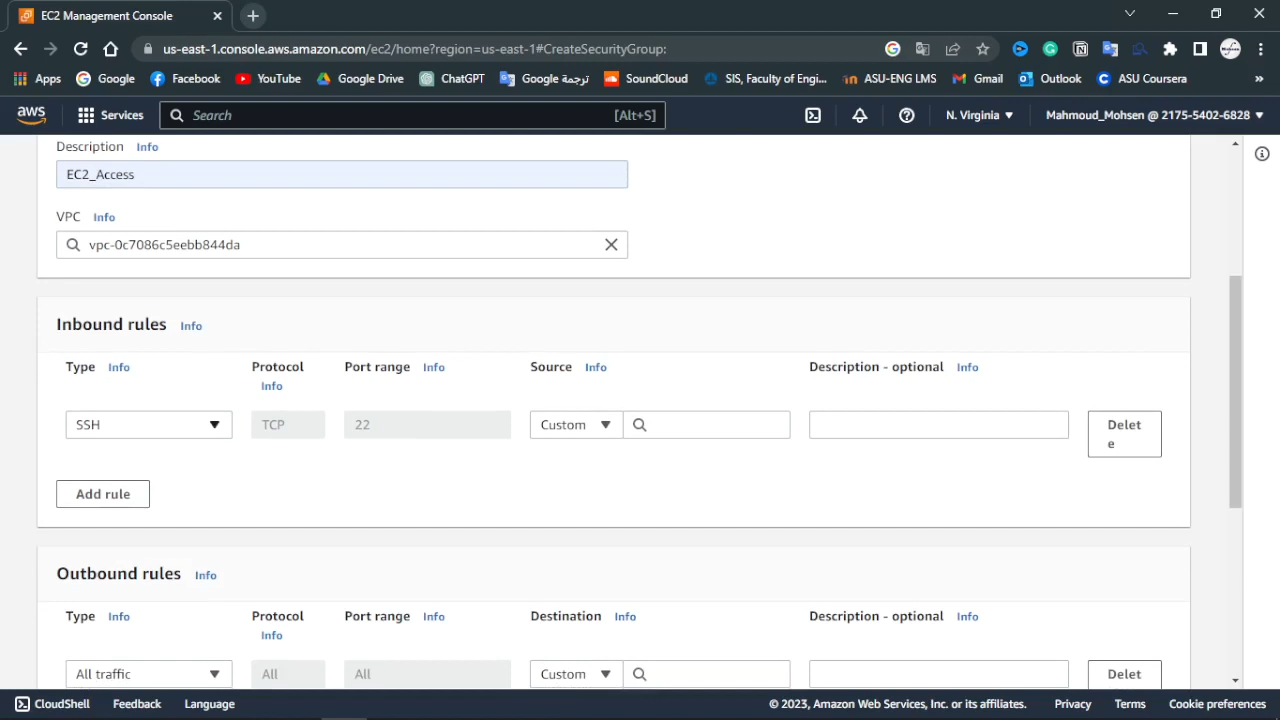 EC2 Management Console
us-east-1.console.aws.amazon.com/ec2/home?region=us-east-1#CreateSecurityGroup:
Apps Google Facebook YouTube Google Drive ChatGPT ترجمة Google SoundCloud SIS, Faculty of Engi... ASU-ENG LMS Gmail Outlook ASU Coursera »
aws Services Search [Alt+S] N. Virginia Mahmoud_Mohsen @ 2175-5402-6828
Description Info
EC2_Access
VPC Info
vpc-0c7086c5eebb844da
Inbound rules Info
Type Info Protocol Info Port range Info Source Info Description - optional Info
SSH TCP 22 Custom Delete
Add rule
Outbound rules Info
Type Info Protocol Info Port range Info Destination Info Description - optional Info
All traffic All All Custom Delet
CloudShell Feedback Language © 2023, Amazon Web Services, Inc. or its affiliates. Privacy Terms Cookie preferences